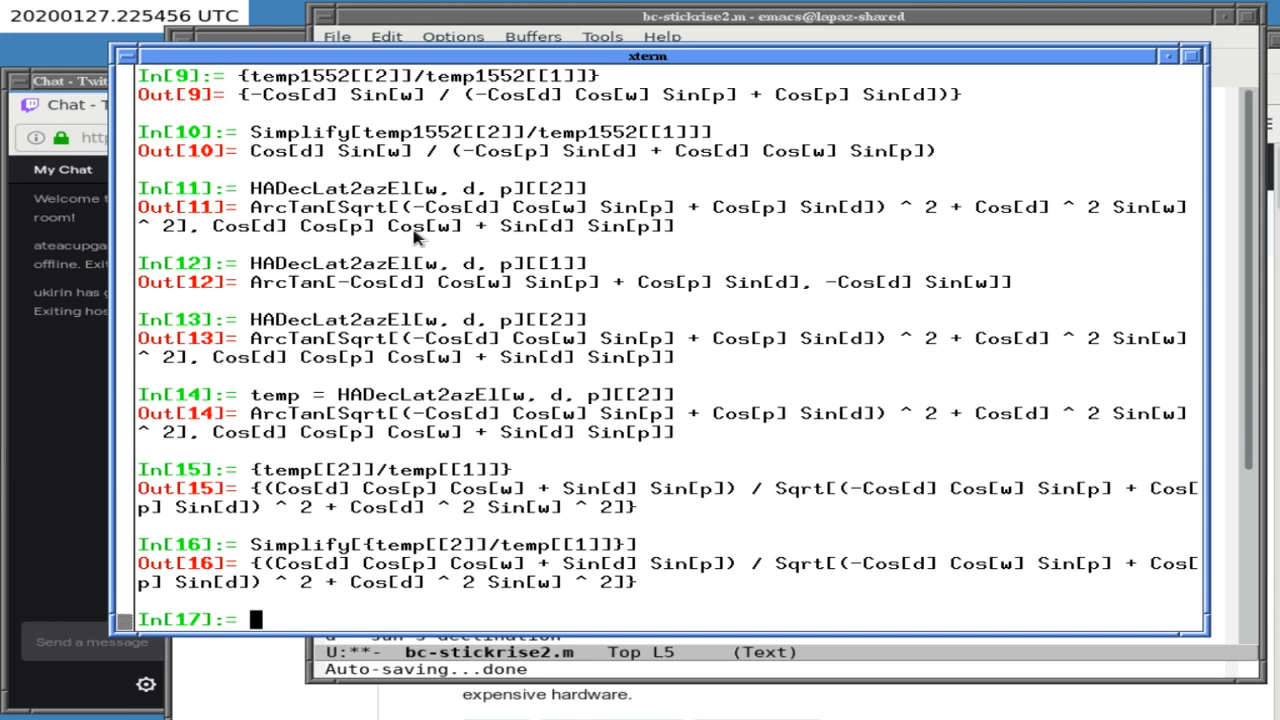 20200127.225456 UTC
bc-stickrise2.m - emacs@lapaz-shared
File Edit Options Buffers Tools Help
xterm
Chat - Twit
Chat - T
http
My Chat
Welcome t
room!
ateacupga
offline. Exi
ukirin has g
Exiting hos
Send a message
In[9]:= {temp1552[[2]]/temp1552[[1]]}
Out[9]= {-Cos[d] Sin[w] / (-Cos[d] Cos[w] Sin[p] + Cos[p] Sin[d])}
In[10]:= Simplify[temp1552[[2]]/temp1552[[1]]]
Out[10]= Cos[d] Sin[w] / (-Cos[p] Sin[d] + Cos[d] Cos[w] Sin[p])
In[11]:= HADecLat2azEl[w, d, p][[2]]
Out[11]= ArcTan[Sqrt[(-Cos[d] Cos[w] Sin[p] + Cos[p] Sin[d]) ^ 2 + Cos[d] ^ 2 Sin[w]
^ 2], Cos[d] Cos[p] Cos[w] + Sin[d] Sin[p]]
In[12]:= HADecLat2azEl[w, d, p][[1]]
Out[12]= ArcTan[-Cos[d] Cos[w] Sin[p] + Cos[p] Sin[d], -Cos[d] Sin[w]]
In[13]:= HADecLat2azEl[w, d, p][[2]]
Out[13]= ArcTan[Sqrt[(-Cos[d] Cos[w] Sin[p] + Cos[p] Sin[d]) ^ 2 + Cos[d] ^ 2 Sin[w]
^ 2], Cos[d] Cos[p] Cos[w] + Sin[d] Sin[p]]
In[14]:= temp = HADecLat2azEl[w, d, p][[2]]
Out[14]= ArcTan[Sqrt[(-Cos[d] Cos[w] Sin[p] + Cos[p] Sin[d]) ^ 2 + Cos[d] ^ 2 Sin[w]
^ 2], Cos[d] Cos[p] Cos[w] + Sin[d] Sin[p]]
In[15]:= {temp[[2]]/temp[[1]]}
Out[15]= {(Cos[d] Cos[p] Cos[w] + Sin[d] Sin[p]) / Sqrt[(-Cos[d] Cos[w] Sin[p] + Cos[
p] Sin[d]) ^ 2 + Cos[d] ^ 2 Sin[w] ^ 2]}
In[16]:= Simplify[{temp[[2]]/temp[[1]]}]
Out[16]= {(Cos[d] Cos[p] Cos[w] + Sin[d] Sin[p]) / Sqrt[(-Cos[d] Cos[w] Sin[p] + Cos[
p] Sin[d]) ^ 2 + Cos[d] ^ 2 Sin[w] ^ 2]}
In[17]:=
U:**- bc-stickrise2.m Top L5 (Text)
Auto-saving...done
expensive hardware.